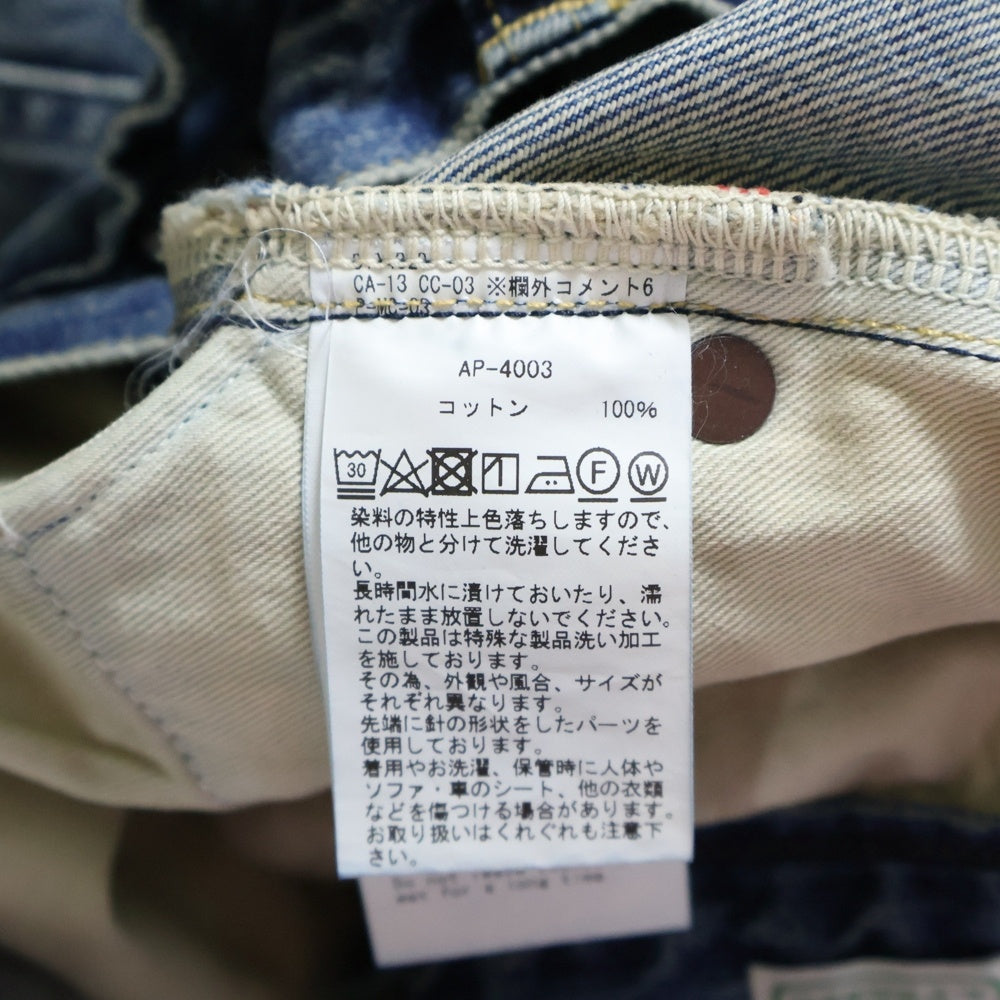 CA-13 CC-03 ※欄外コメント6
P-MC-03
AP-4003
コットン 100%
30
F
W
染料の特性上色落ちしますので、
他の物と分けて洗濯してくださ
い。
長時間水に漬けておいたり、濡
れたまま放置しないでください。
この製品は特殊な製品洗い加工
を施しております。
その為、外観や風合、サイズが
それぞれ異なります。
先端に針の形状をしたパーツを
使用しております。
着用やお洗濯、保管時に人体や
ソファ・車のシート、他の衣類
などを傷つける場合があります。
お取り扱いはくれぐれも注意下
さい。
wet for a long time.